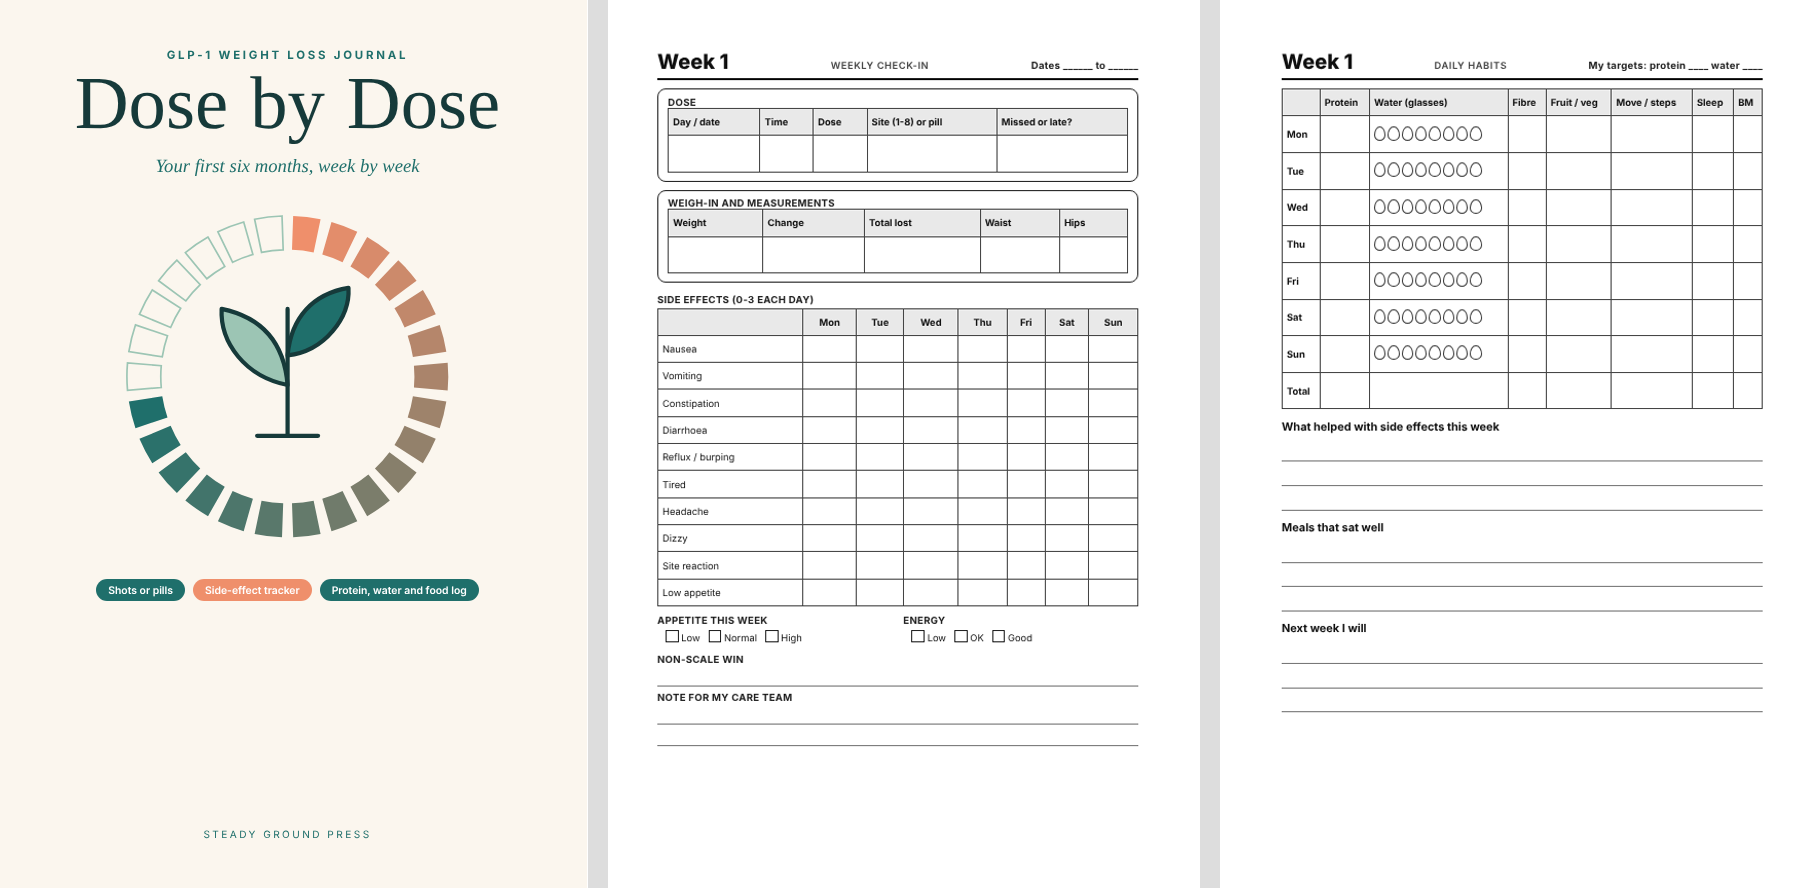 GLP-1 WEIGHT LOSS JOURNAL
Dose by Dose
Your first six months, week by week
Shots or pills
Side-effect tracker
Protein, water and food log
STEADY GROUND PRESS
Week 1 WEEKLY CHECK-IN Dates ______ to ______
DOSE
Day / date Time Dose Site (1-8) or pill Missed or late?
WEIGH-IN AND MEASUREMENTS
Weight Change Total lost Waist Hips
SIDE EFFECTS (0-3 EACH DAY)
Mon Tue Wed Thu Fri Sat Sun
Nausea
Vomiting
Constipation
Diarrhoea
Reflux / burping
Tired
Headache
Dizzy
Site reaction
Low appetite
APPETITE THIS WEEK ENERGY
Low Normal High Low OK Good
NON-SCALE WIN
NOTE FOR MY CARE TEAM
Week 1 DAILY HABITS My targets: protein ____ water ____
Protein Water (glasses) Fibre Fruit / veg Move / steps Sleep BM
Mon
Tue
Wed
Thu
Fri
Sat
Sun
Total
What helped with side effects this week
Meals that sat well
Next week I will